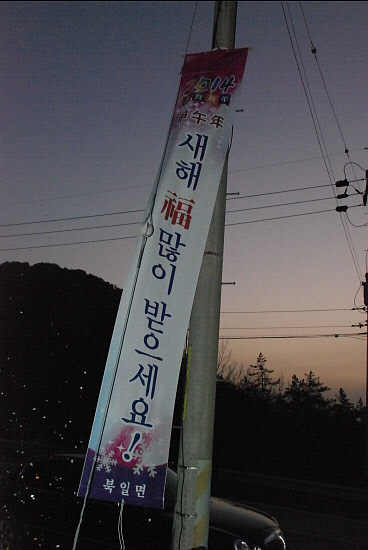 2014
甲午年
새해 福 많이 받으세요!
북일면